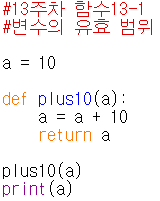 #13주차 함수13-1
#변수의 유효 범위
a = 10
def plus10(a):
    a = a + 10
    return a
plus10(a)
print(a)